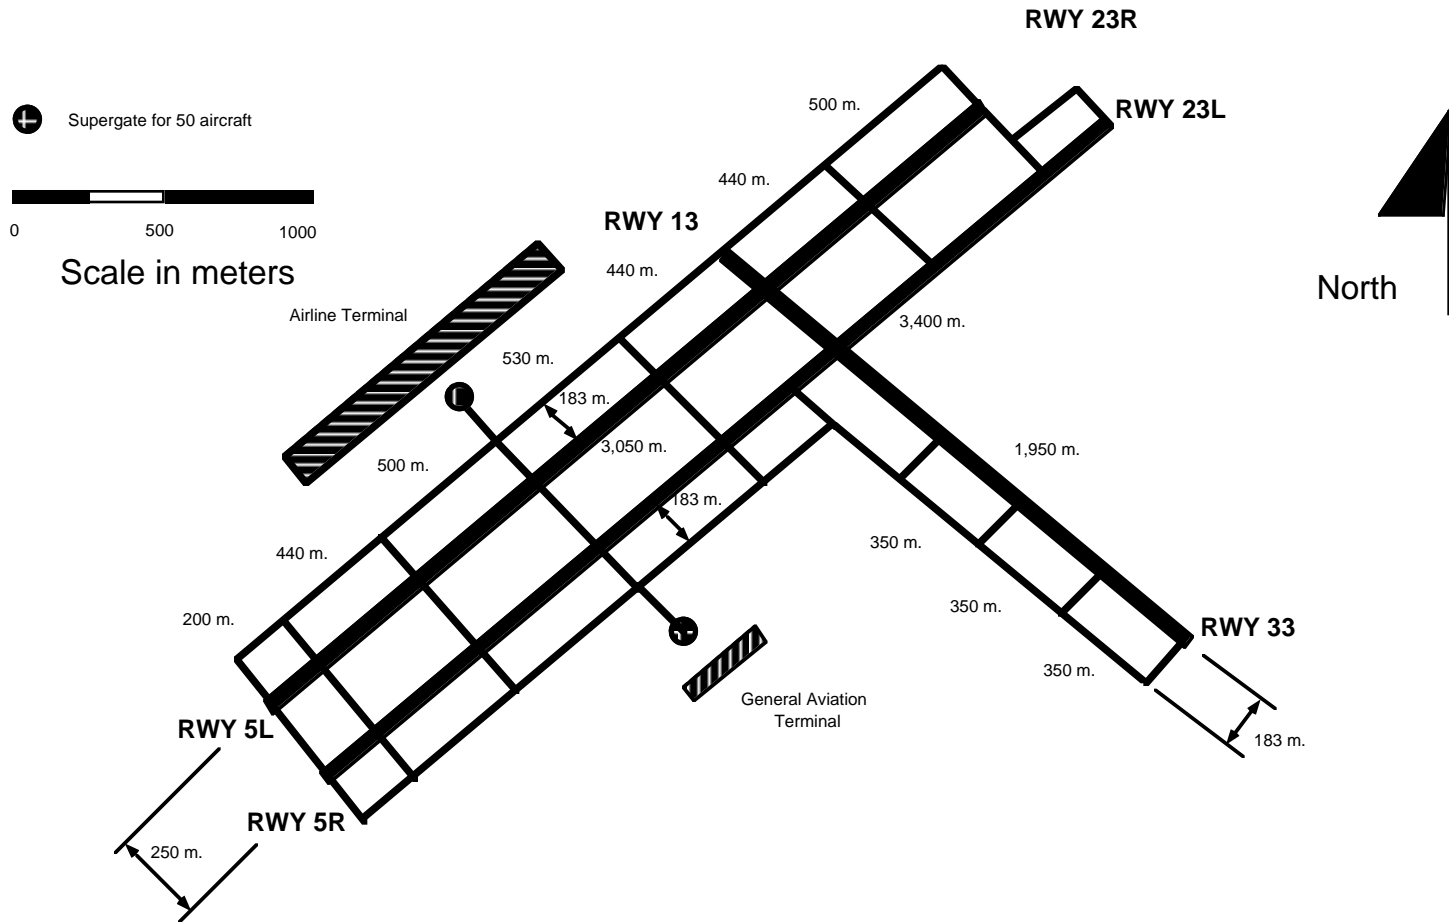 RWY 23R
500 m.
RWY 23L
Supergate for 50 aircraft
440 m.
RWY 13
0 500 1000
Scale in meters
440 m.
North
Airline Terminal
3,400 m.
530 m.
183 m.
3,050 m.
1,950 m.
500 m.
183 m.
440 m.
350 m.
350 m.
200 m.
RWY 33
350 m.
General Aviation
Terminal
RWY 5L
183 m.
RWY 5R
250 m.